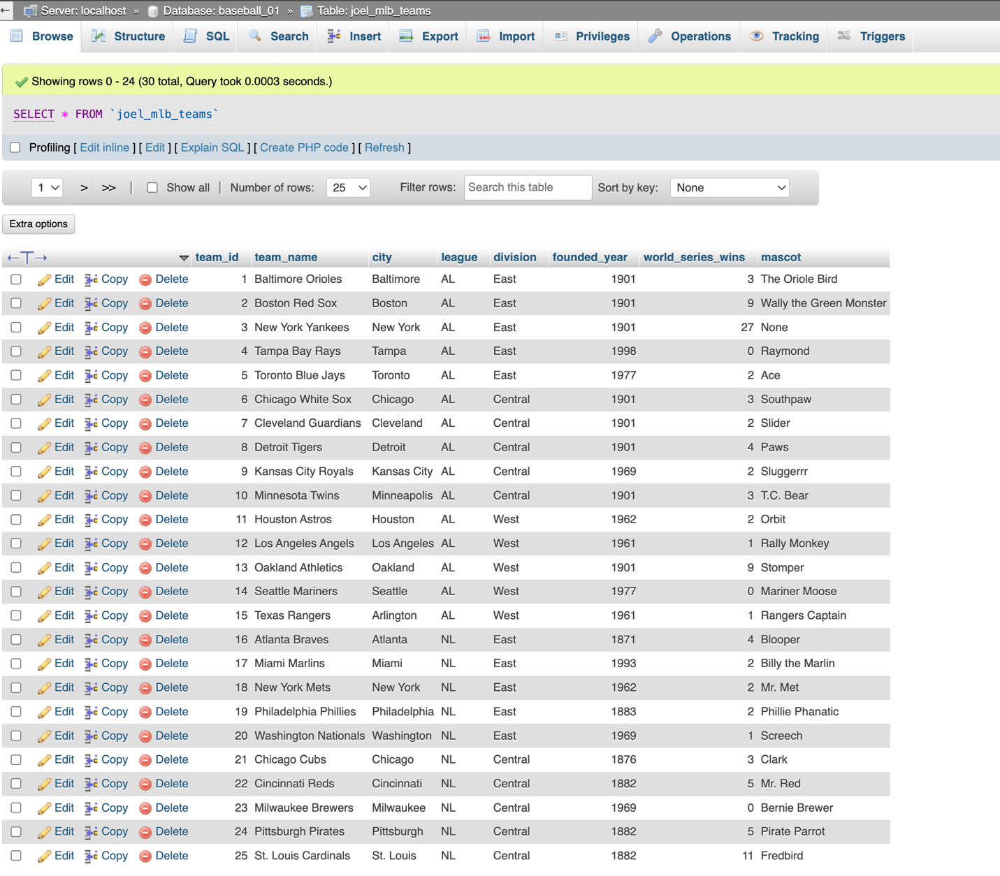 ← Server: localhost » Database: baseball_01 » Table: joel_mlb_teams
Browse Structure SQL Search Insert Export Import Privileges Operations Tracking Triggers
Showing rows 0 - 24 (30 total, Query took 0.0003 seconds.)
SELECT * FROM `joel_mlb_teams`
Profiling [ Edit inline ] [ Edit ] [ Explain SQL ] [ Create PHP code ] [ Refresh ]
1 > >> | Show all | Number of rows: 25 Filter rows: Search this table Sort by key: None
Extra options
←T→ team_id team_name city league division founded_year world_series_wins mascot
Edit Copy Delete 1 Baltimore Orioles Baltimore AL East 1901 3 The Oriole Bird
Edit Copy Delete 2 Boston Red Sox Boston AL East 1901 9 Wally the Green Monster
Edit Copy Delete 3 New York Yankees New York AL East 1901 27 None
Edit Copy Delete 4 Tampa Bay Rays Tampa AL East 1998 0 Raymond
Edit Copy Delete 5 Toronto Blue Jays Toronto AL East 1977 2 Ace
Edit Copy Delete 6 Chicago White Sox Chicago AL Central 1901 3 Southpaw
Edit Copy Delete 7 Cleveland Guardians Cleveland AL Central 1901 2 Slider
Edit Copy Delete 8 Detroit Tigers Detroit AL Central 1901 4 Paws
Edit Copy Delete 9 Kansas City Royals Kansas City AL Central 1969 2 Sluggerrr
Edit Copy Delete 10 Minnesota Twins Minneapolis AL Central 1901 3 T.C. Bear
Edit Copy Delete 11 Houston Astros Houston AL West 1962 2 Orbit
Edit Copy Delete 12 Los Angeles Angels Los Angeles AL West 1961 1 Rally Monkey
Edit Copy Delete 13 Oakland Athletics Oakland AL West 1901 9 Stomper
Edit Copy Delete 14 Seattle Mariners Seattle AL West 1977 0 Mariner Moose
Edit Copy Delete 15 Texas Rangers Arlington AL West 1961 1 Rangers Captain
Edit Copy Delete 16 Atlanta Braves Atlanta NL East 1871 4 Blooper
Edit Copy Delete 17 Miami Marlins Miami NL East 1993 2 Billy the Marlin
Edit Copy Delete 18 New York Mets New York NL East 1962 2 Mr. Met
Edit Copy Delete 19 Philadelphia Phillies Philadelphia NL East 1883 2 Phillie Phanatic
Edit Copy Delete 20 Washington Nationals Washington NL East 1969 1 Screech
Edit Copy Delete 21 Chicago Cubs Chicago NL Central 1876 3 Clark
Edit Copy Delete 22 Cincinnati Reds Cincinnati NL Central 1882 5 Mr. Red
Edit Copy Delete 23 Milwaukee Brewers Milwaukee NL Central 1969 0 Bernie Brewer
Edit Copy Delete 24 Pittsburgh Pirates Pittsburgh NL Central 1882 5 Pirate Parrot
Edit Copy Delete 25 St. Louis Cardinals St. Louis NL Central 1882 11 Fredbird